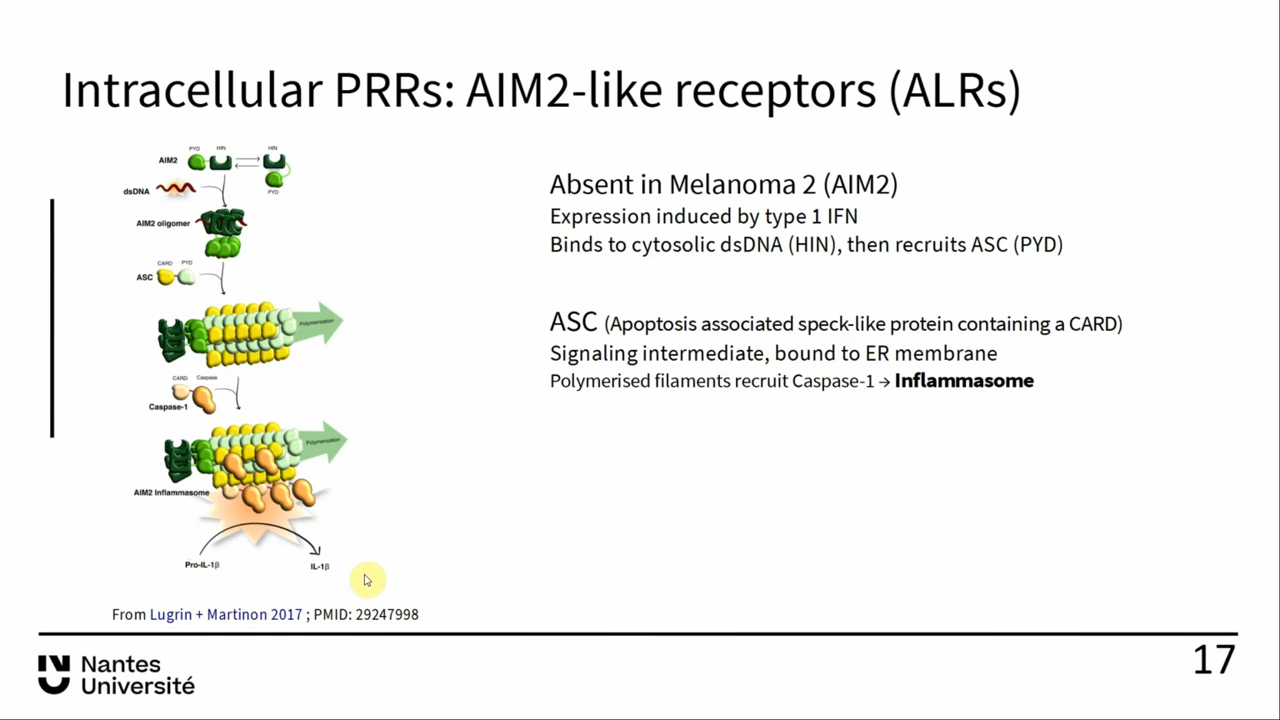 Intracellular PRRs: AIM2-like receptors (ALRs)
PYD HIN HIN
AIM2
PYD
dsDNA
AIM2 oligomer
CARD PYD
ASC
Polymerisation
CARD Caspase
Caspase-1
Polymerisation
AIM2 Inflammasome
Pro-IL-1β IL-1β
From Lugrin + Martinon 2017 ; PMID: 29247998
Absent in Melanoma 2 (AIM2)
Expression induced by type 1 IFN
Binds to cytosolic dsDNA (HIN), then recruits ASC (PYD)
ASC (Apoptosis associated speck-like protein containing a CARD)
Signaling intermediate, bound to ER membrane
Polymerised filaments recruit Caspase-1 → Inflammasome
Nantes
Université
17